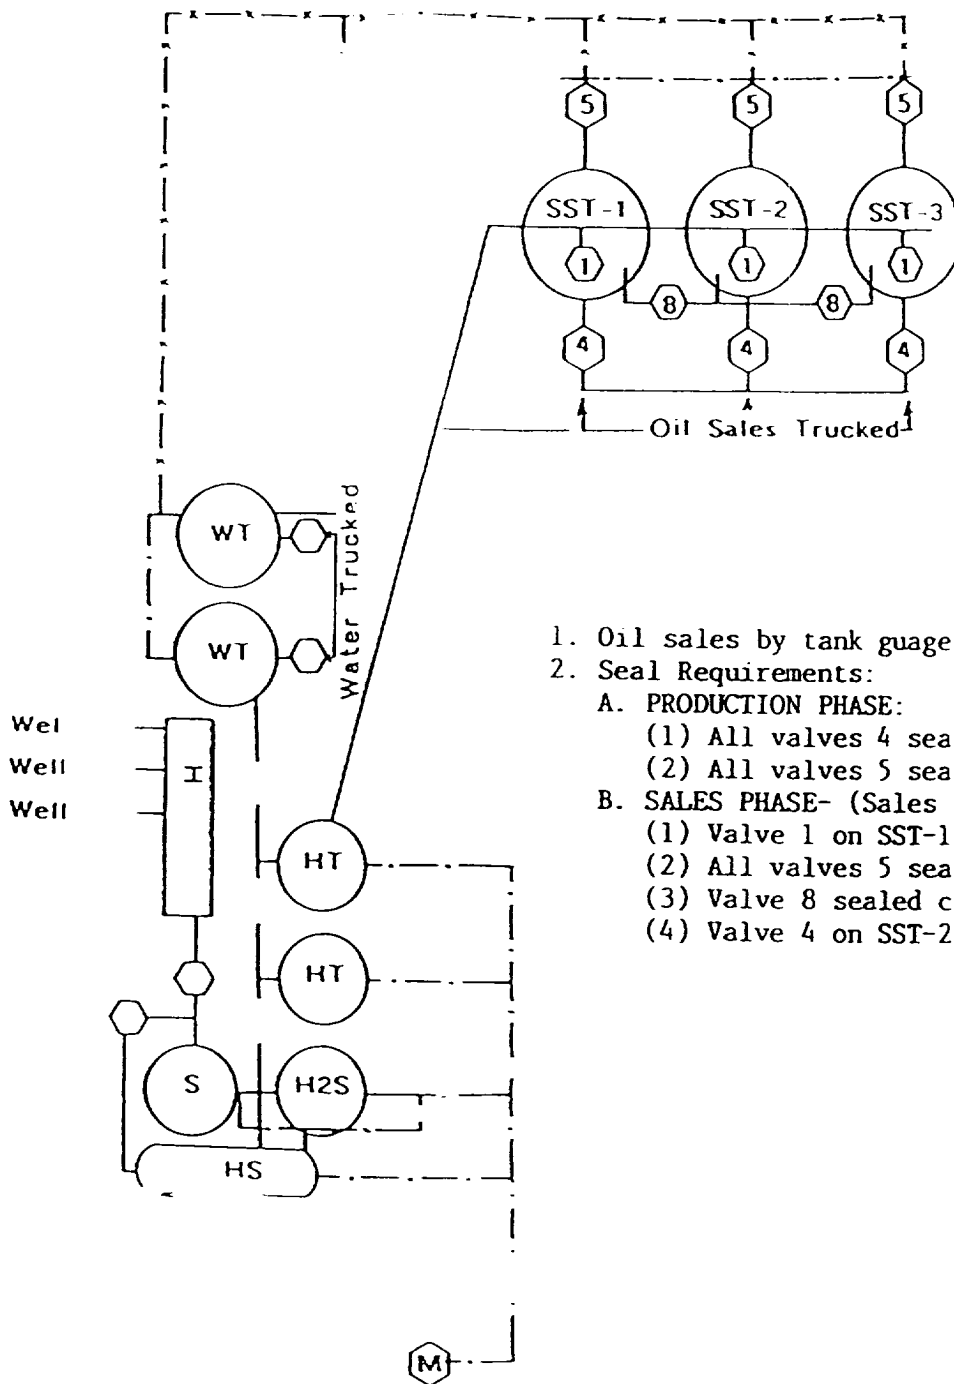 5 5 5
SST-1 SST-2 SST-3
1 1 1
8 8
4 4 4
Oil Sales Trucked
WT
Water Trucked
WT
1. Oil sales by tank guage
2. Seal Requirements:
A. PRODUCTION PHASE:
(1) All valves 4 sea
(2) All valves 5 sea
B. SALES PHASE- (Sales
(1) Valve 1 on SST-1
(2) All valves 5 sea
(3) Valve 8 sealed c
(4) Valve 4 on SST-2
Wel
Well
Well
I
HT
HT
S
H2S
HS
M